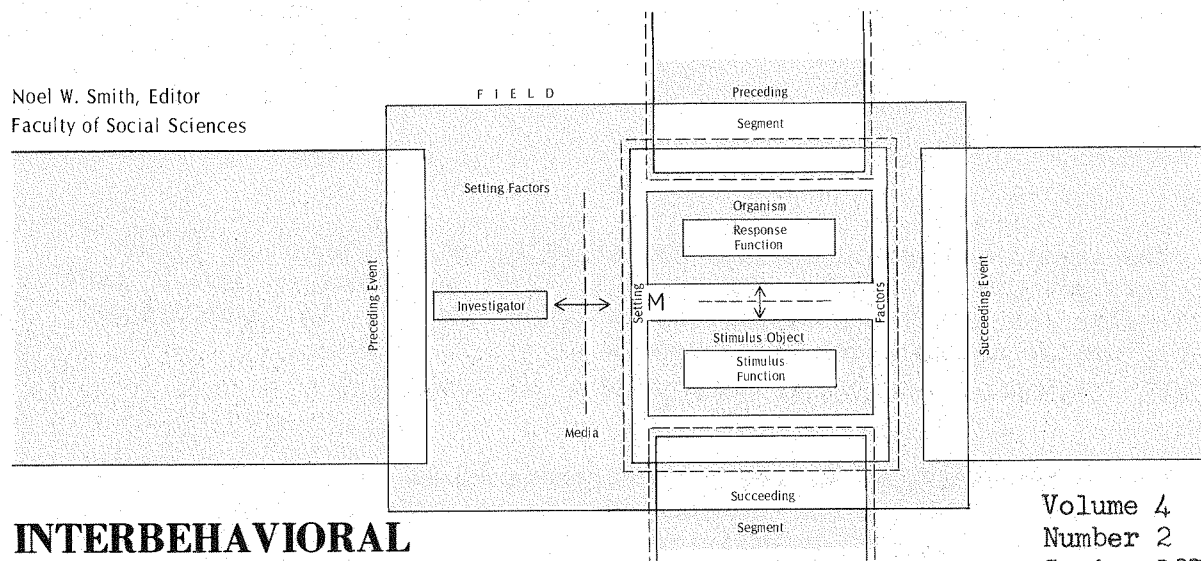 Noel W. Smith, Editor
Faculty of Social Sciences
FIELD
Preceding
Segment
Setting Factors
Organism
Response
Function
Preceding Event
Investigator
Setting
M
Factors
Succeeding Event
Stimulus Object
Stimulus
Function
Media
Succeeding
Segment
INTERBEHAVIORAL
Volume 4
Number 2